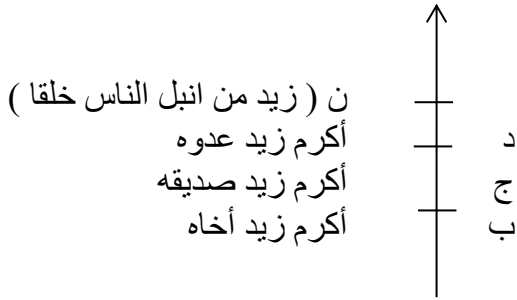 ن ( زيد من انبل الناس خلقا )
د أكرم زيد عدوه
ج أكرم زيد صديقه
ب أكرم زيد أخاه